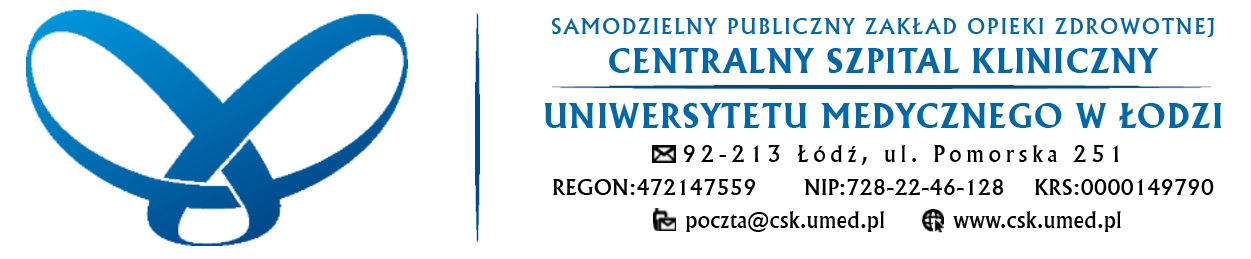 SAMODZIELNY PUBLICZNY ZAKŁAD OPIEKI ZDROWOTNEJ
CENTRALNY SZPITAL KLINICZNY
UNIWERSYTETU MEDYCZNEGO W ŁODZI
92-213 Łódź, ul. Pomorska 251
REGON:472147559 NIP:728-22-46-128 KRS:0000149790
poczta@csk.umed.pl www.csk.umed.pl